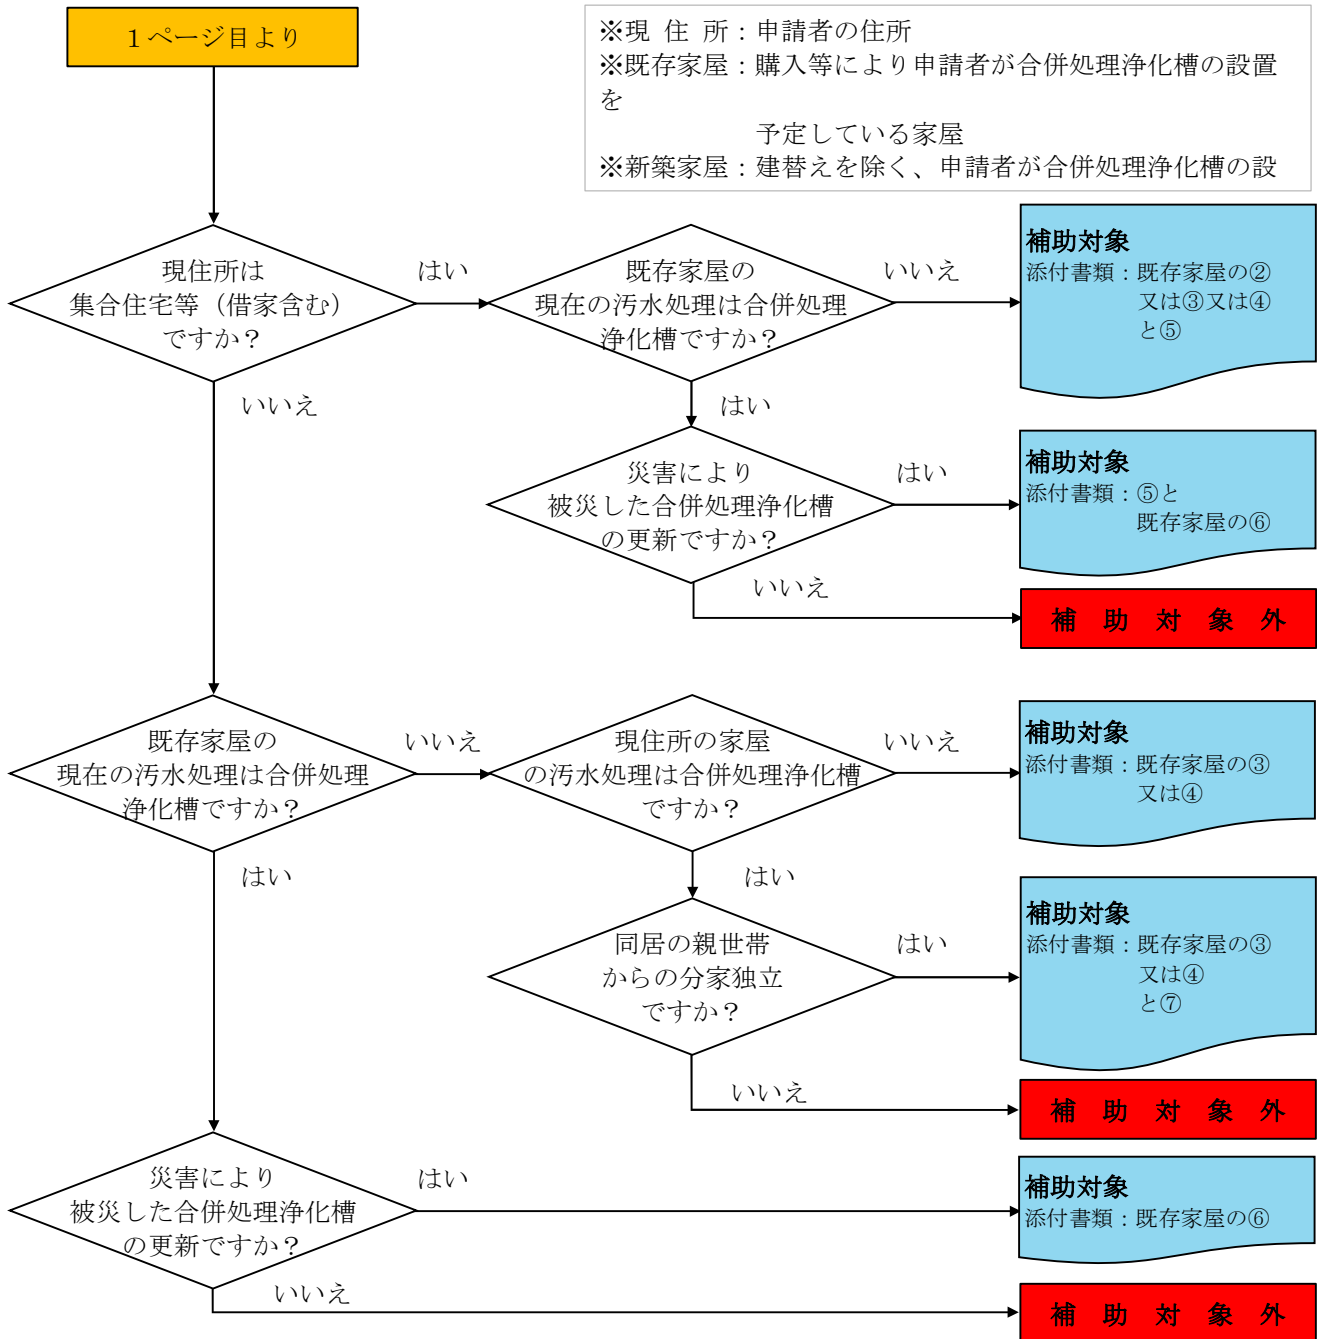 １ページ目より
※現 住 所：申請者の住所
※既存家屋：購入等により申請者が合併処理浄化槽の設置
を
予定している家屋
※新築家屋：建替えを除く、申請者が合併処理浄化槽の設
現住所は
集合住宅等（借家含む）
ですか？
はい
既存家屋の
現在の汚水処理は合併処理
浄化槽ですか？
いいえ
補助対象
添付書類：既存家屋の②
又は③又は④
と⑤
いいえ
はい
災害により
被災した合併処理浄化槽
の更新ですか？
はい
補助対象
添付書類：⑤と
既存家屋の⑥
いいえ
補 助 対 象 外
既存家屋の
現在の汚水処理は合併処理
浄化槽ですか？
いいえ
現住所の家屋
の汚水処理は合併処理浄化槽
ですか？
いいえ
補助対象
添付書類：既存家屋の③
又は④
はい
はい
同居の親世帯
からの分家独立
ですか？
はい
補助対象
添付書類：既存家屋の③
又は④
と⑦
いいえ
補 助 対 象 外
災害により
被災した合併処理浄化槽
の更新ですか？
はい
補助対象
添付書類：既存家屋の⑥
いいえ
補 助 対 象 外